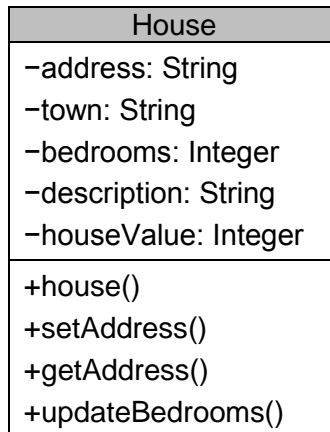 House
−address: String
−town: String
−bedrooms: Integer
−description: String
−houseValue: Integer
+house()
+setAddress()
+getAddress()
+updateBedrooms()